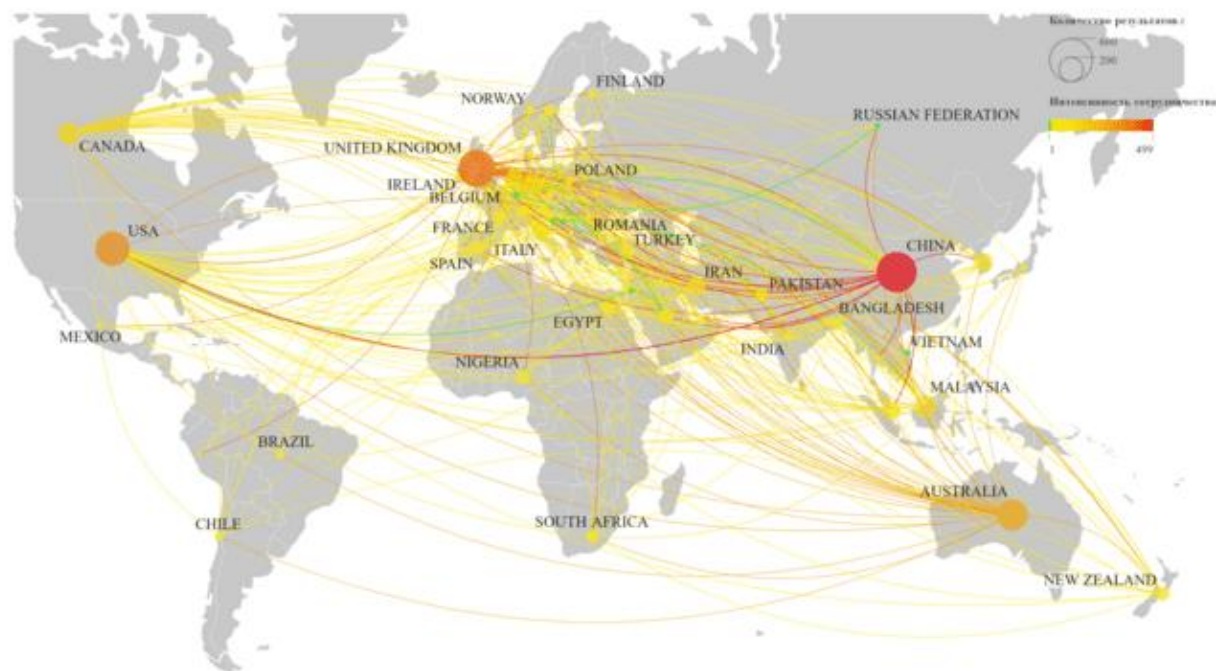 Количество результатов :
600
200
Интенсивность сотрудничества
1 499
FINLAND
NORWAY
RUSSIAN FEDERATION
CANADA
UNITED KINGDOM
POLAND
IRELAND
BELGIUM
USA
FRANCE
ROMANIA
TURKEY
CHINA
ITALY
SPAIN
IRAN
PAKISTAN
BANGLADESH
MEXICO
EGYPT
VIETNAM
INDIA
NIGERIA
MALAYSIA
BRAZIL
AUSTRALIA
CHILE
SOUTH AFRICA
NEW ZEALAND